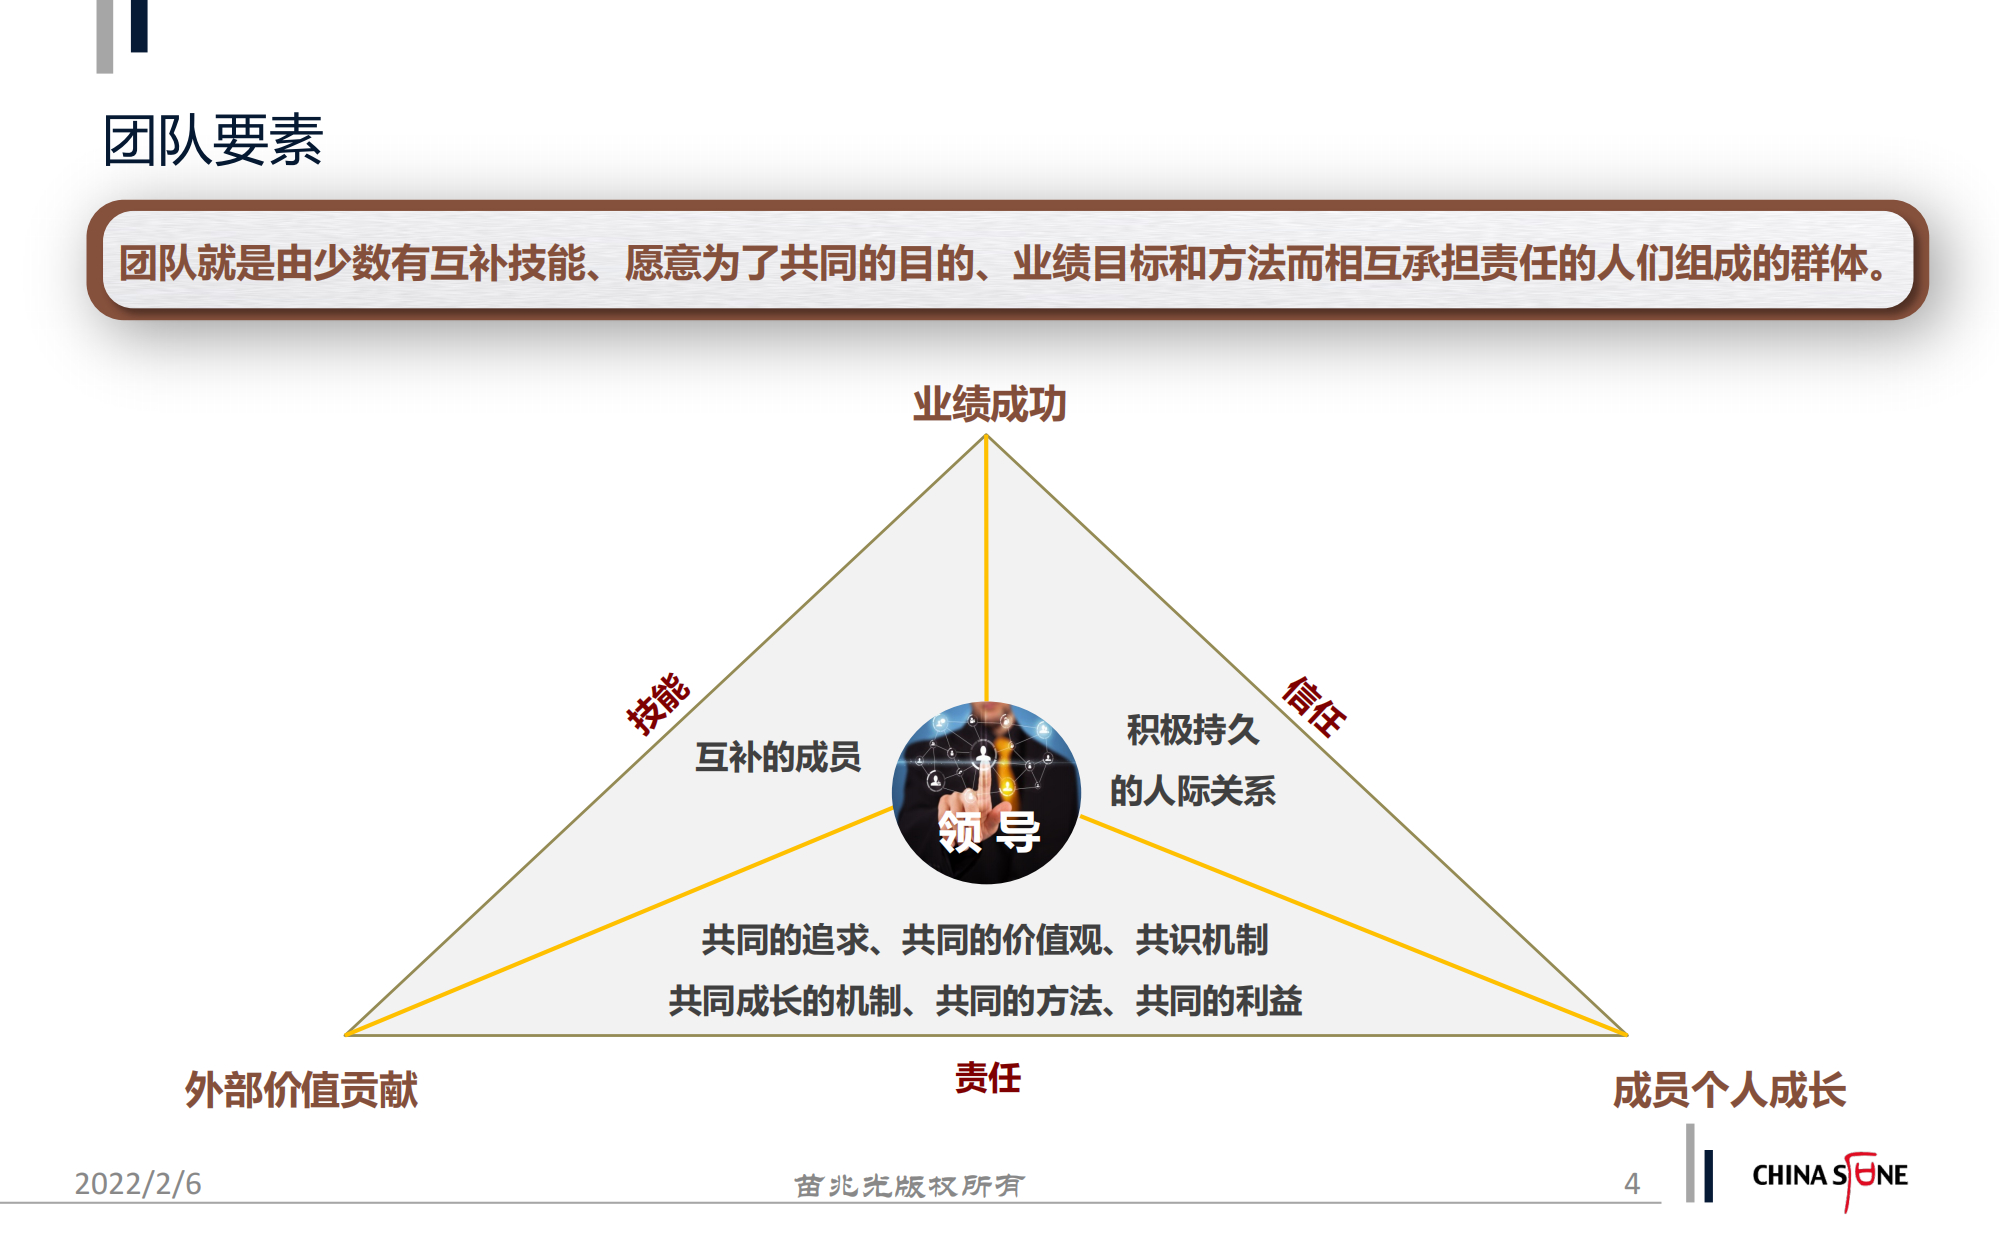 团队要素
团队就是由少数有互补技能、愿意为了共同的目的、业绩目标和方法而相互承担责任的人们组成的群体。
业绩成功
技能
信任
互补的成员
积极持久
的人际关系
领 导
共同的追求、共同的价值观、共识机制
共同成长的机制、共同的方法、共同的利益
责任
外部价值贡献
成员个人成长
2022/2/6
苗兆光版权所有
4
CHINA STONE